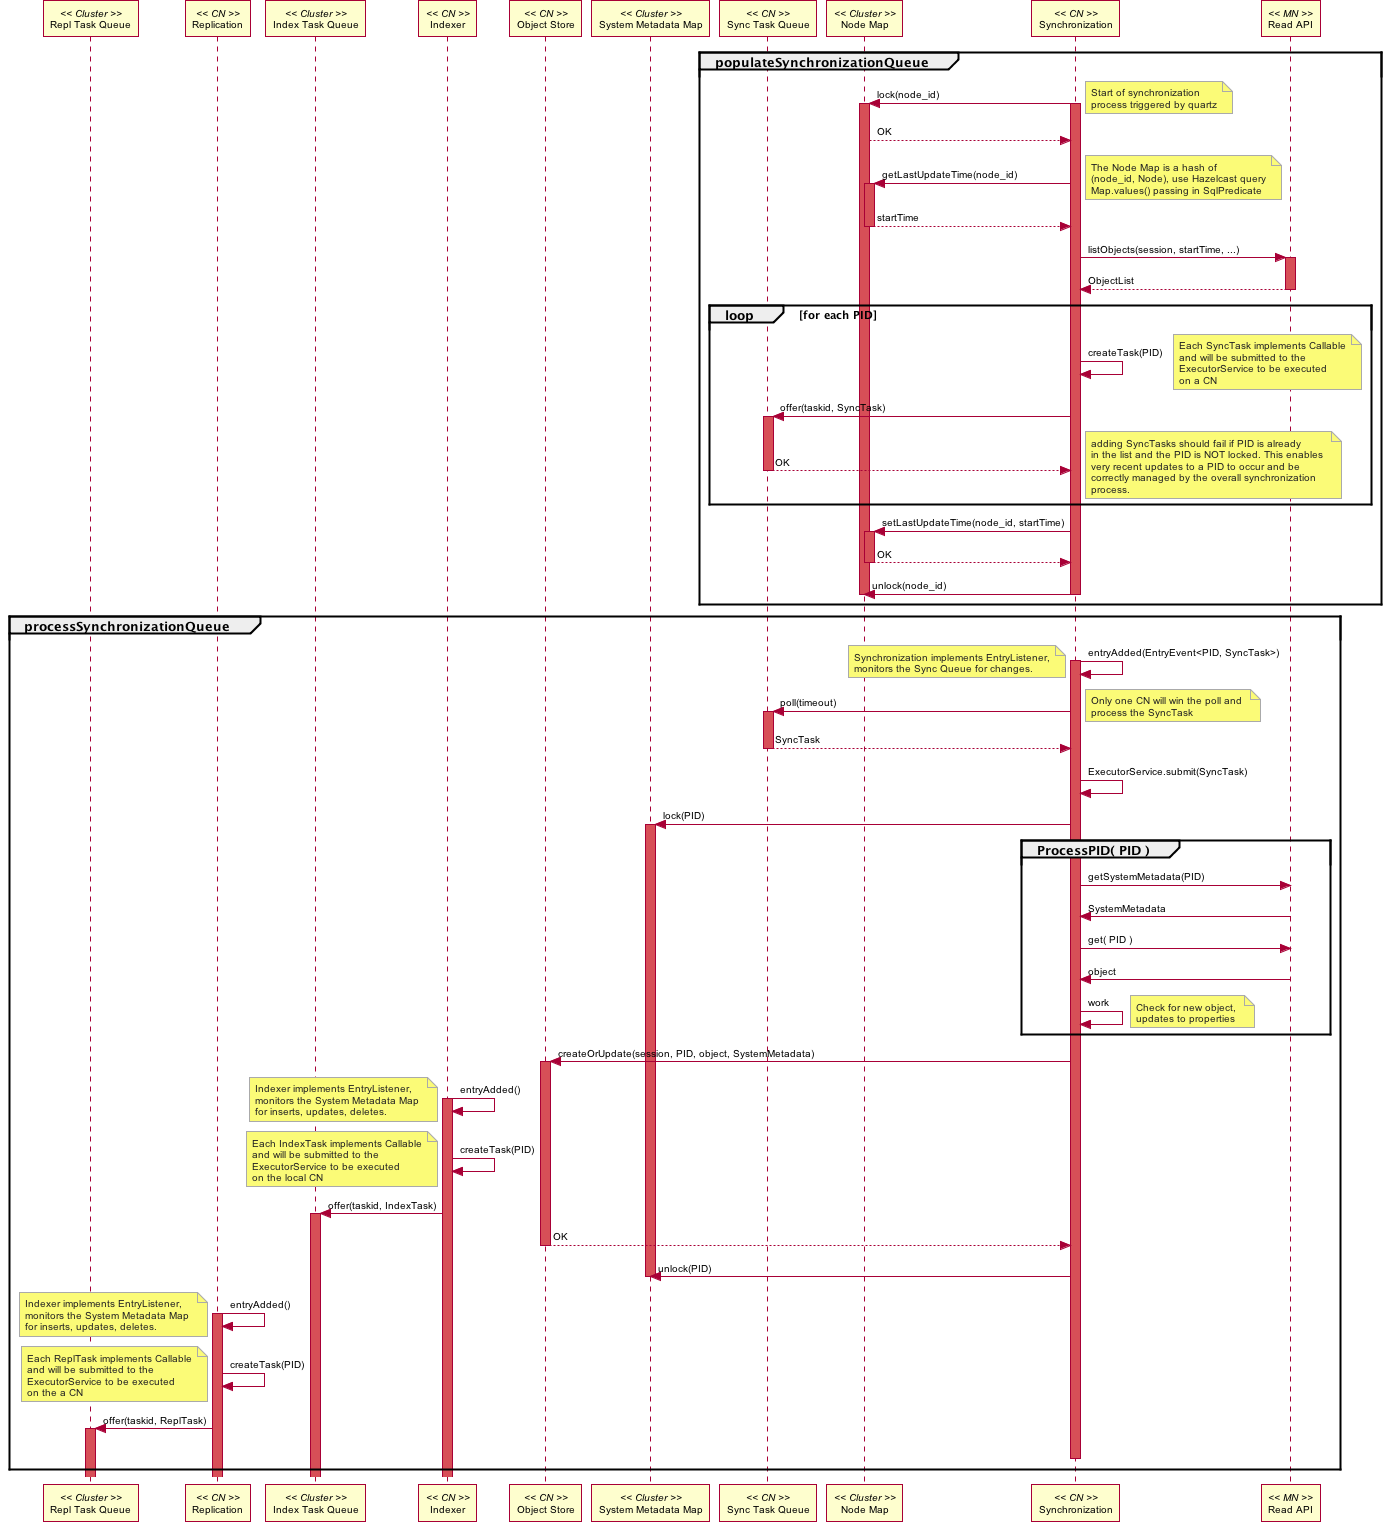 << Cluster >>
Repl Task Queue
<< CN >>
Replication
<< Cluster >>
Index Task Queue
<< CN >>
Indexer
<< CN >>
Object Store
<< Cluster >>
System Metadata Map
<< CN >>
Sync Task Queue
<< Cluster >>
Node Map
<< CN >>
Synchronization
<< MN >>
Read API
populateSynchronizationQueue
lock(node_id)
Start of synchronization
process triggered by quartz
OK
The Node Map is a hash of
(node_id, Node), use Hazelcast query
Map.values() passing in SqlPredicate
getLastUpdateTime(node_id)
startTime
listObjects(session, startTime, ...)
ObjectList
loop
[for each PID]
createTask(PID)
Each SyncTask implements Callable
and will be submitted to the
ExecutorService to be executed
on a CN
offer(taskid, SyncTask)
adding SyncTasks should fail if PID is already
in the list and the PID is NOT locked. This enables
very recent updates to a PID to occur and be
correctly managed by the overall synchronization
process.
OK
setLastUpdateTime(node_id, startTime)
OK
unlock(node_id)
processSynchronizationQueue
Synchronization implements EntryListener,
monitors the Sync Queue for changes.
entryAdded(EntryEvent<PID, SyncTask>)
poll(timeout)
Only one CN will win the poll and
process the SyncTask
SyncTask
ExecutorService.submit(SyncTask)
lock(PID)
ProcessPID( PID )
getSystemMetadata(PID)
SystemMetadata
get( PID )
object
work
Check for new object,
updates to properties
createOrUpdate(session, PID, object, SystemMetadata)
Indexer implements EntryListener,
monitors the System Metadata Map
for inserts, updates, deletes.
entryAdded()
Each IndexTask implements Callable
and will be submitted to the
ExecutorService to be executed
on the local CN
createTask(PID)
offer(taskid, IndexTask)
OK
unlock(PID)
Indexer implements EntryListener,
monitors the System Metadata Map
for inserts, updates, deletes.
entryAdded()
Each ReplTask implements Callable
and will be submitted to the
ExecutorService to be executed
on the a CN
createTask(PID)
offer(taskid, ReplTask)
<< Cluster >>
Repl Task Queue
<< CN >>
Replication
<< Cluster >>
Index Task Queue
<< CN >>
Indexer
<< CN >>
Object Store
<< Cluster >>
System Metadata Map
<< CN >>
Sync Task Queue
<< Cluster >>
Node Map
<< CN >>
Synchronization
<< MN >>
Read API